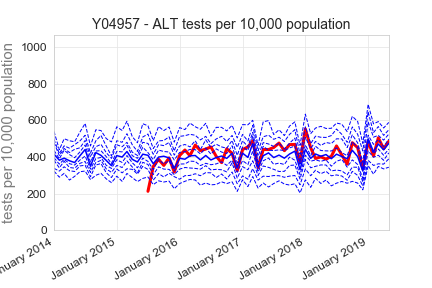 Y04957 - ALT tests per 10,000 population
tests per 10,000 population
1000
800
600
400
200
0
nuary 2014
January 2015
January 2016
January 2017
January 2018
January 2019